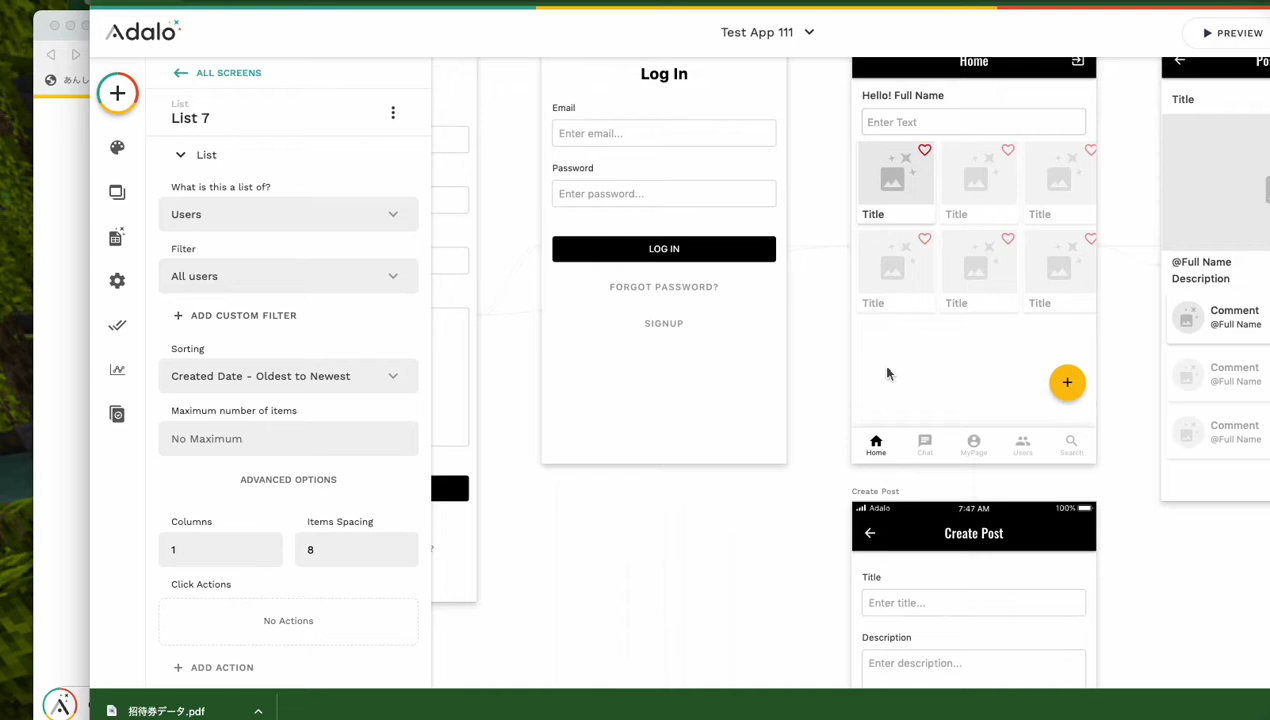 あんし
Adalo
Test App 111
PREVIEW
ALL SCREENS
List
List 7
List
What is this a list of?
Users
Filter
All users
ADD CUSTOM FILTER
Sorting
Created Date - Oldest to Newest
Maximum number of items
No Maximum
ADVANCED OPTIONS
Columns
Items Spacing
1
8
Click Actions
No Actions
ADD ACTION
?
Log In
Email
Enter email...
Password
Enter password...
LOG IN
FORGOT PASSWORD?
SIGNUP
Home
Hello! Full Name
Enter Text
Title
Title
Title
Title
Title
Title
Home
Chat
MyPage
Users
Search
Create Post
Adalo
7:47 AM
100%
Create Post
Title
Enter title...
Description
Enter description...
Title
@Full Name
Description
Comment
@Full Name
Comment
@Full Name
Comment
@Full Name
招待券データ.pdf